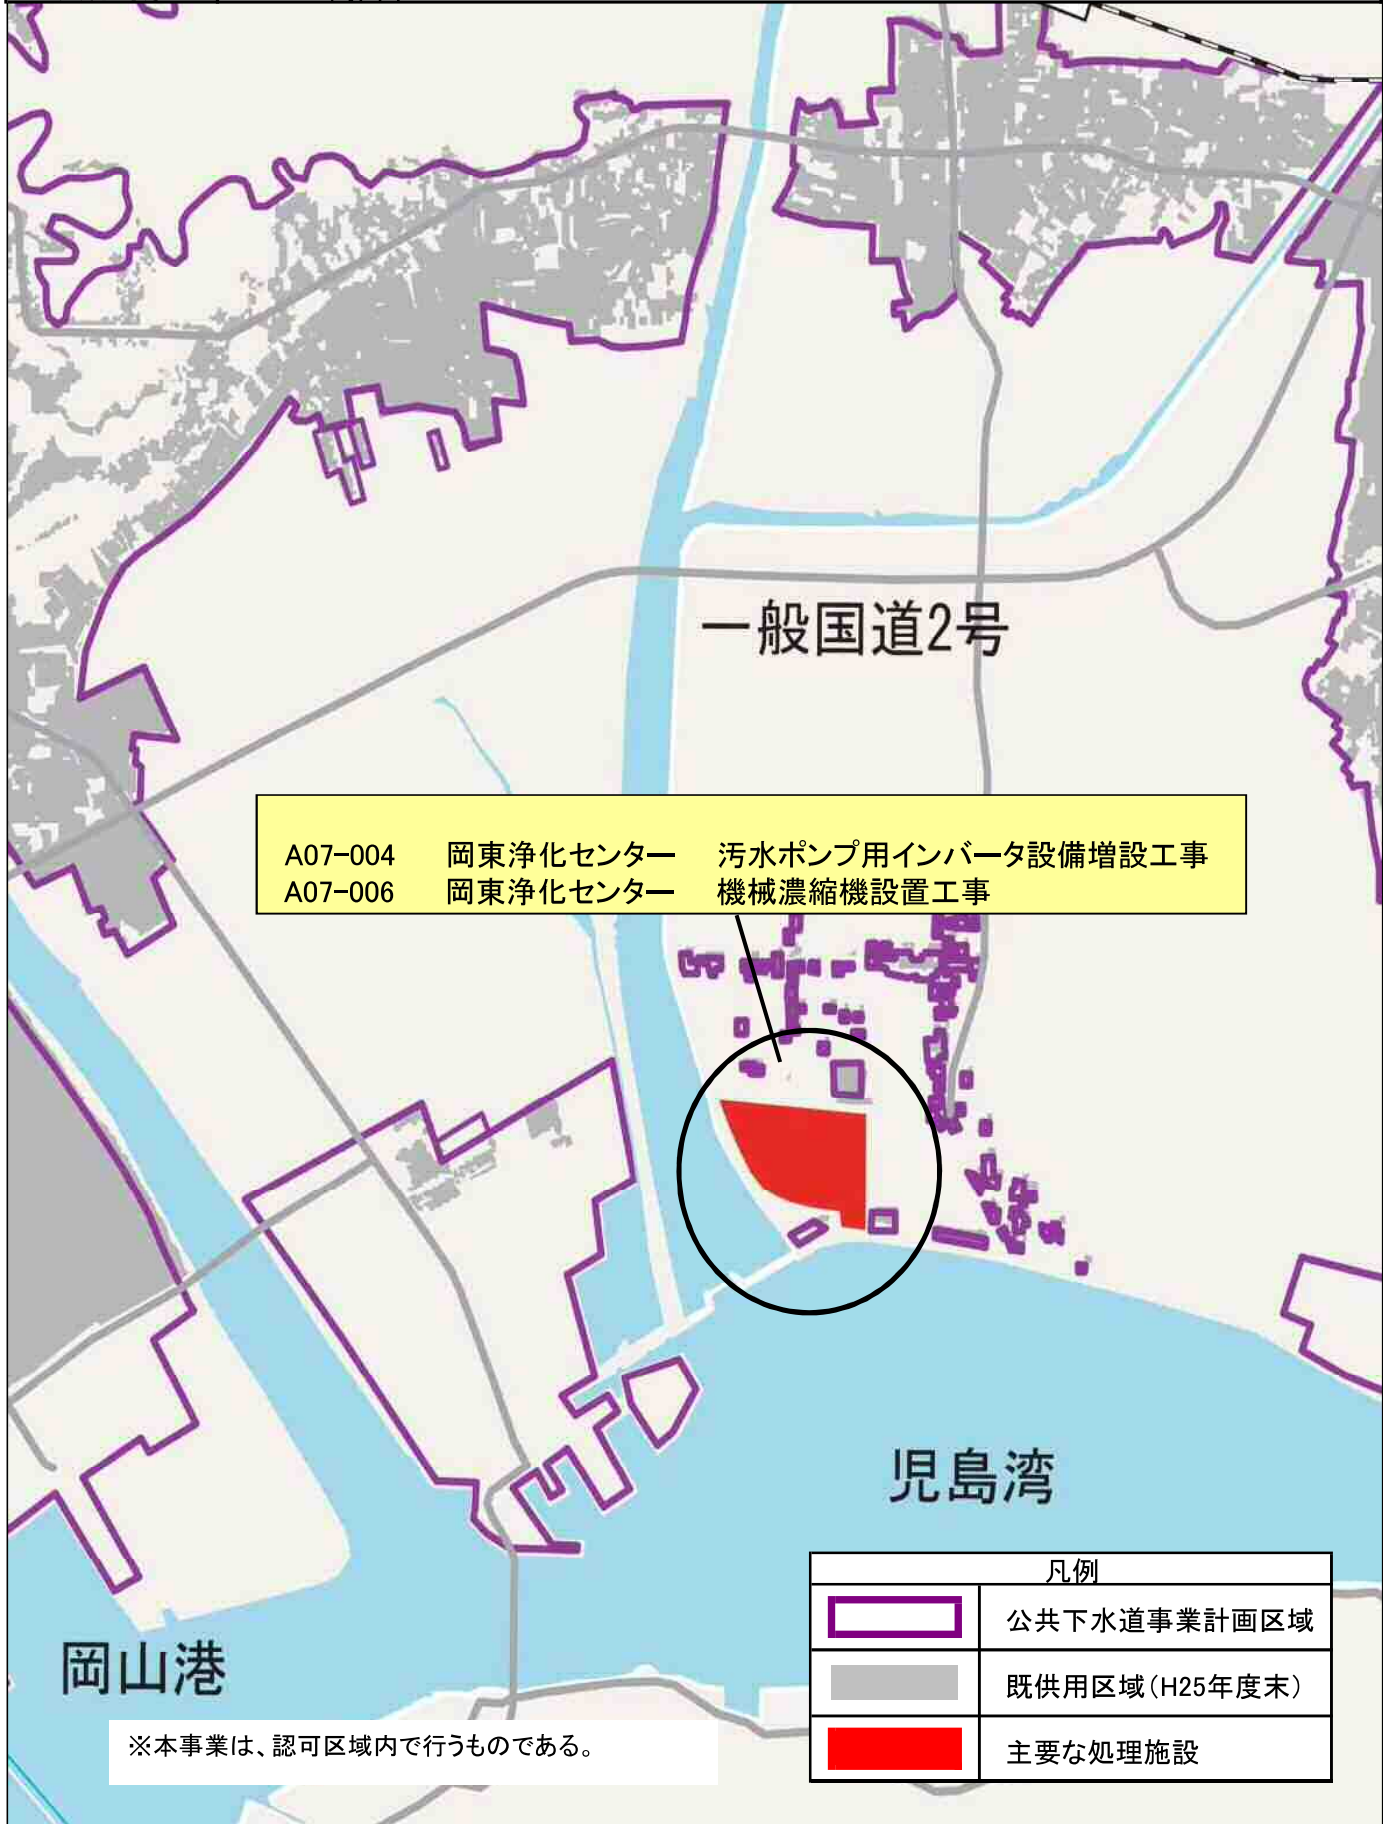 一般国道2号
A07-004 岡東浄化センター 汚水ポンプ用インバータ設備増設工事
A07-006 岡東浄化センター 機械濃縮機設置工事
児島湾
凡例
公共下水道事業計画区域
既供用区域(H25年度末)
主要な処理施設
岡山港
※本事業は、認可区域内で行うものである。